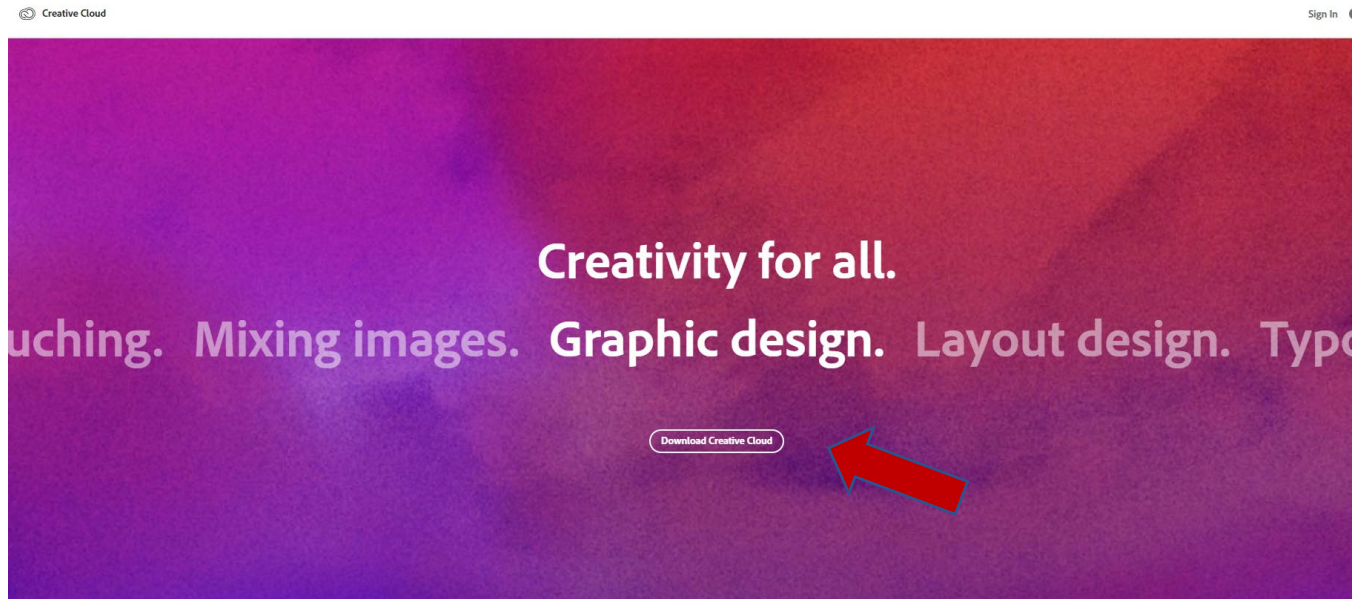 Creative Cloud
Sign In
Creativity for all.
uching. Mixing images. Graphic design. Layout design. Typo
Download Creative Cloud